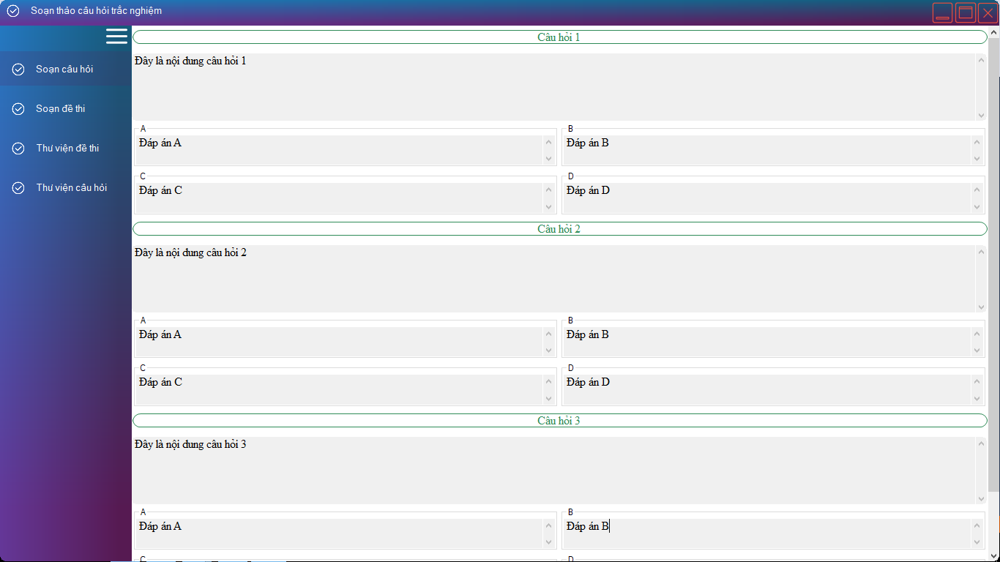 Soạn thảo câu hỏi trắc nghiệm
Soạn câu hỏi
Soạn đề thi
Thư viện đề thi
Thư viện câu hỏi
Câu hỏi 1
Đây là nội dung câu hỏi 1
A
B
Đáp án A
Đáp án B
C
D
Đáp án C
Đáp án D
Câu hỏi 2
Đây là nội dung câu hỏi 2
A
B
Đáp án A
Đáp án B
C
D
Đáp án C
Đáp án D
Câu hỏi 3
Đây là nội dung câu hỏi 3
A
B
Đáp án A
Đáp án B
C
D